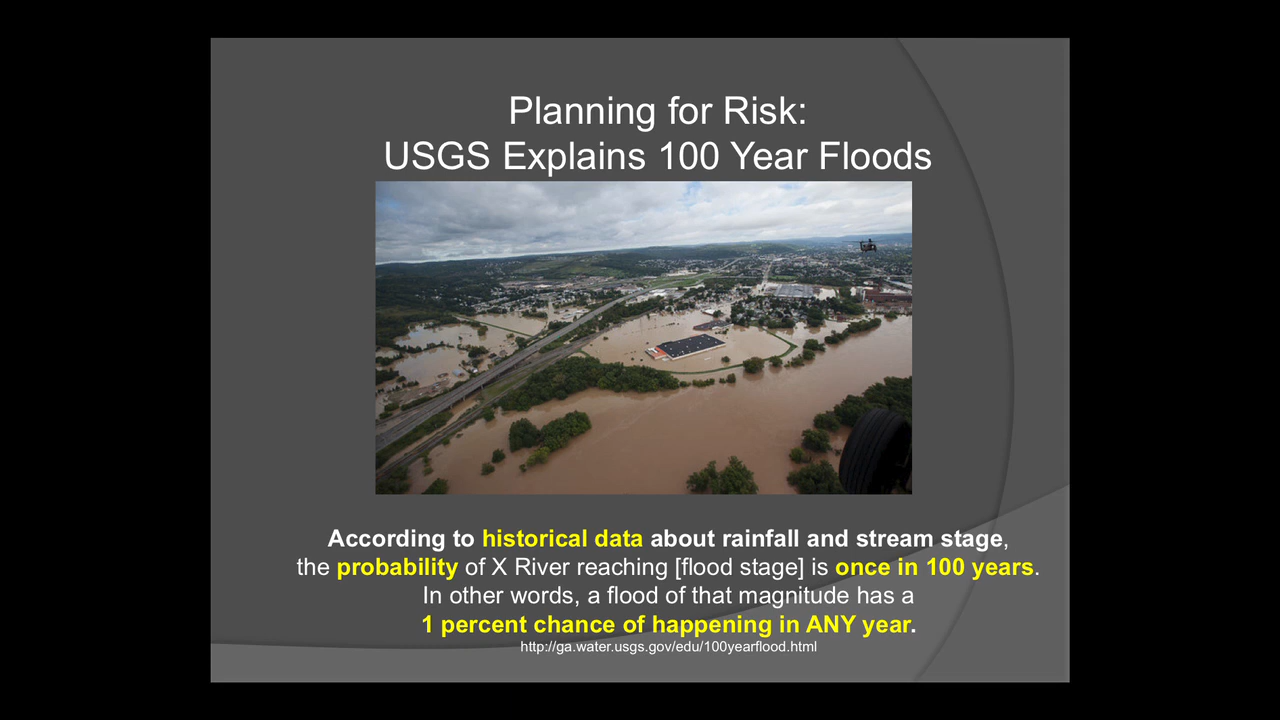 Planning for Risk:
USGS Explains 100 Year Floods
According to historical data about rainfall and stream stage,
the probability of X River reaching [flood stage] is once in 100 years.
In other words, a flood of that magnitude has a
1 percent chance of happening in ANY year.
http://ga.water.usgs.gov/edu/100yearflood.html